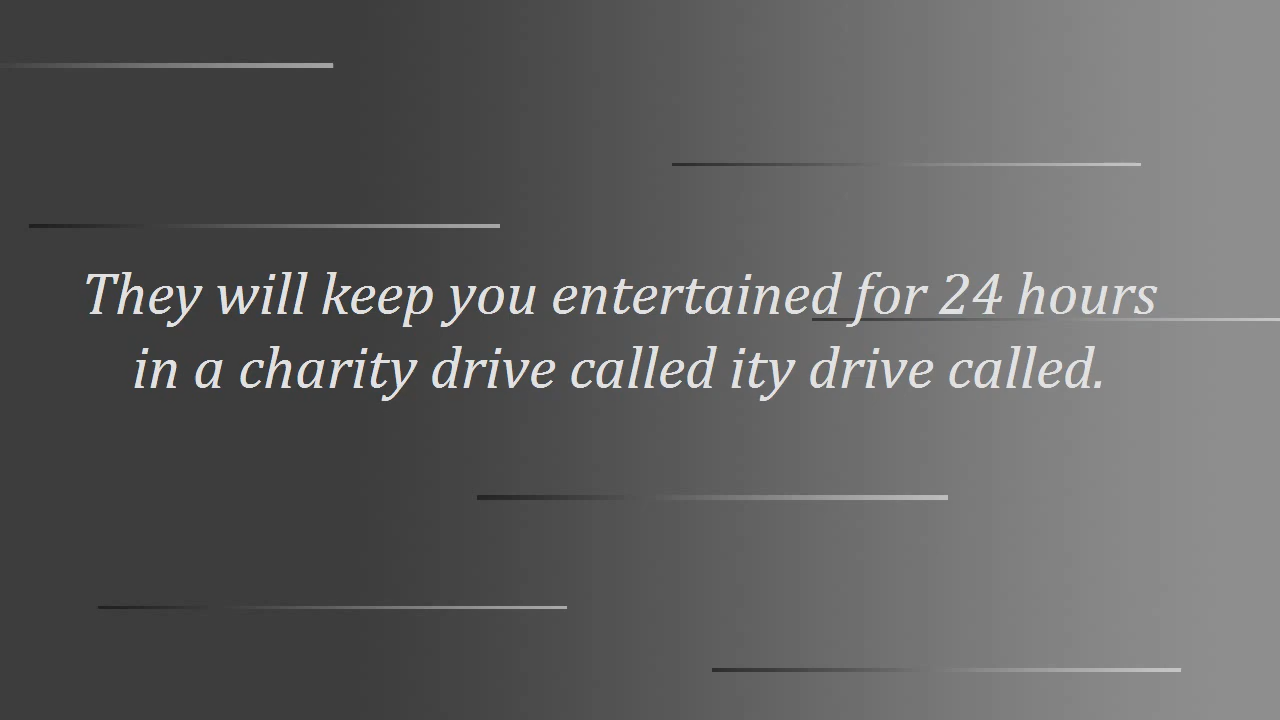 They will keep you entertained for 24 hours
in a charity drive called ity drive called.